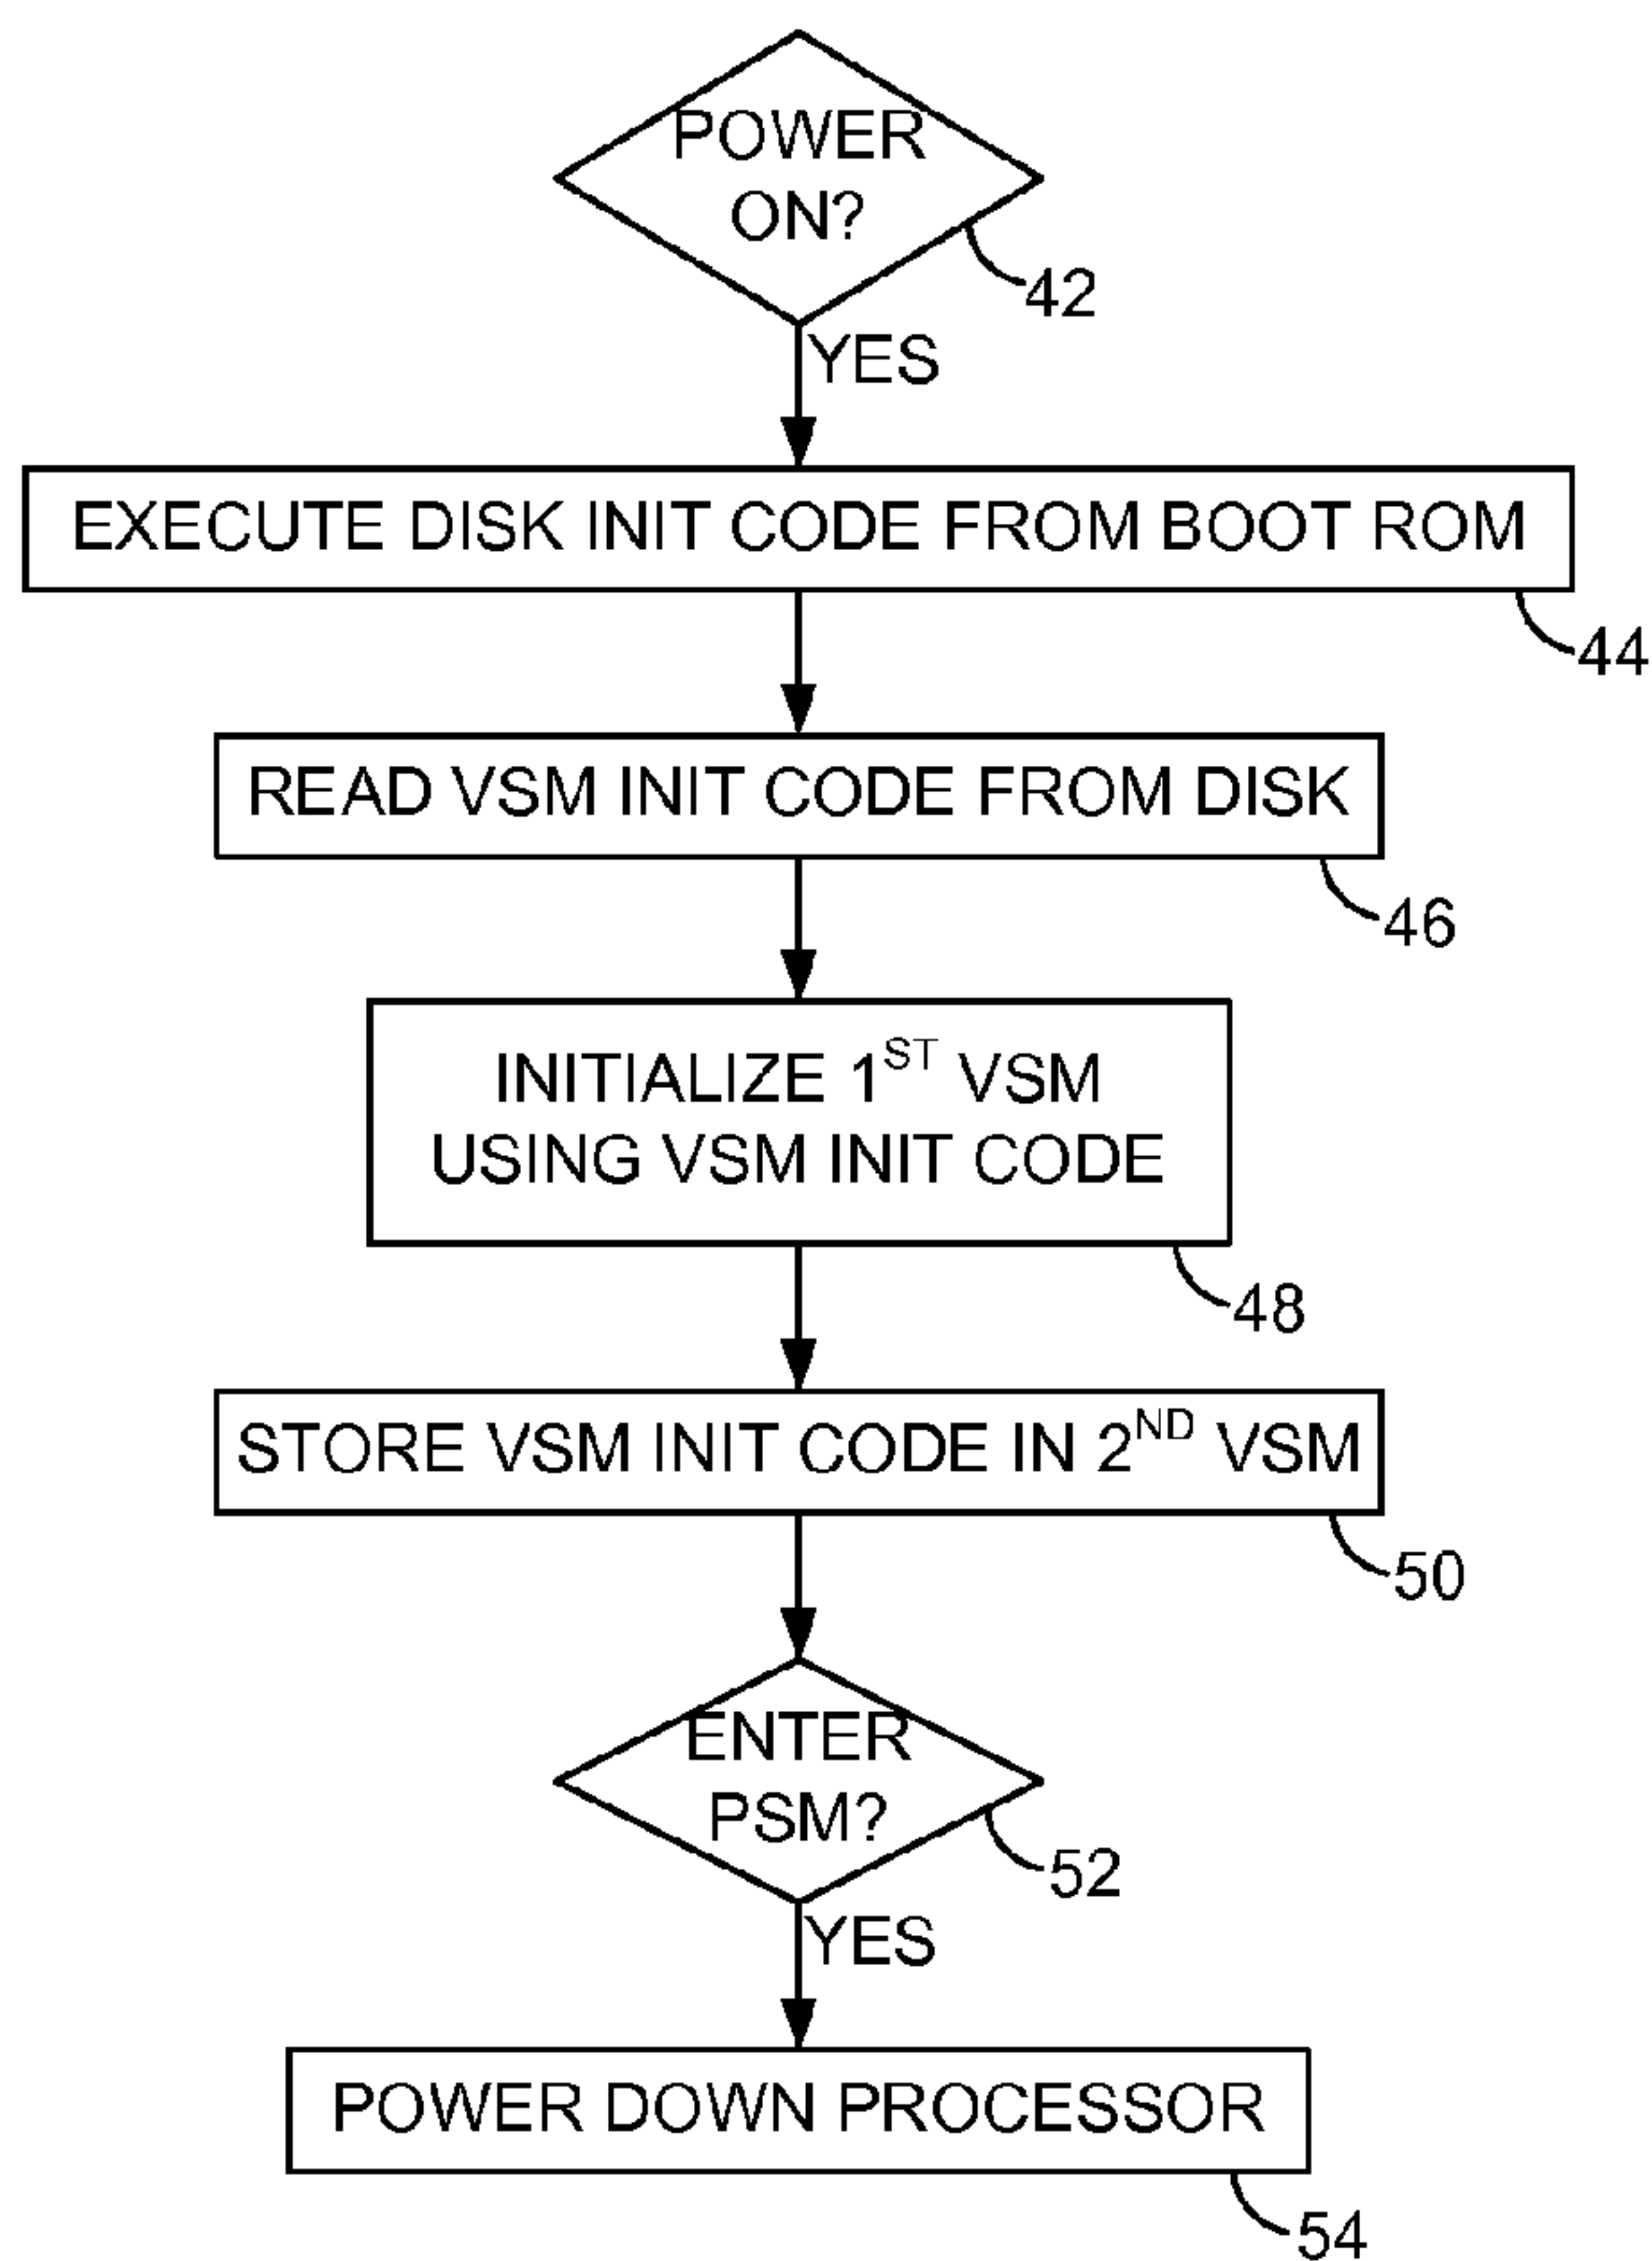 POWER
ON?
42
YES
EXECUTE DISK INIT CODE FROM BOOT ROM
44
READ VSM INIT CODE FROM DISK
46
INITIALIZE 1ST VSM
USING VSM INIT CODE
48
STORE VSM INIT CODE IN 2ND VSM
50
ENTER
PSM?
52
YES
POWER DOWN PROCESSOR
54